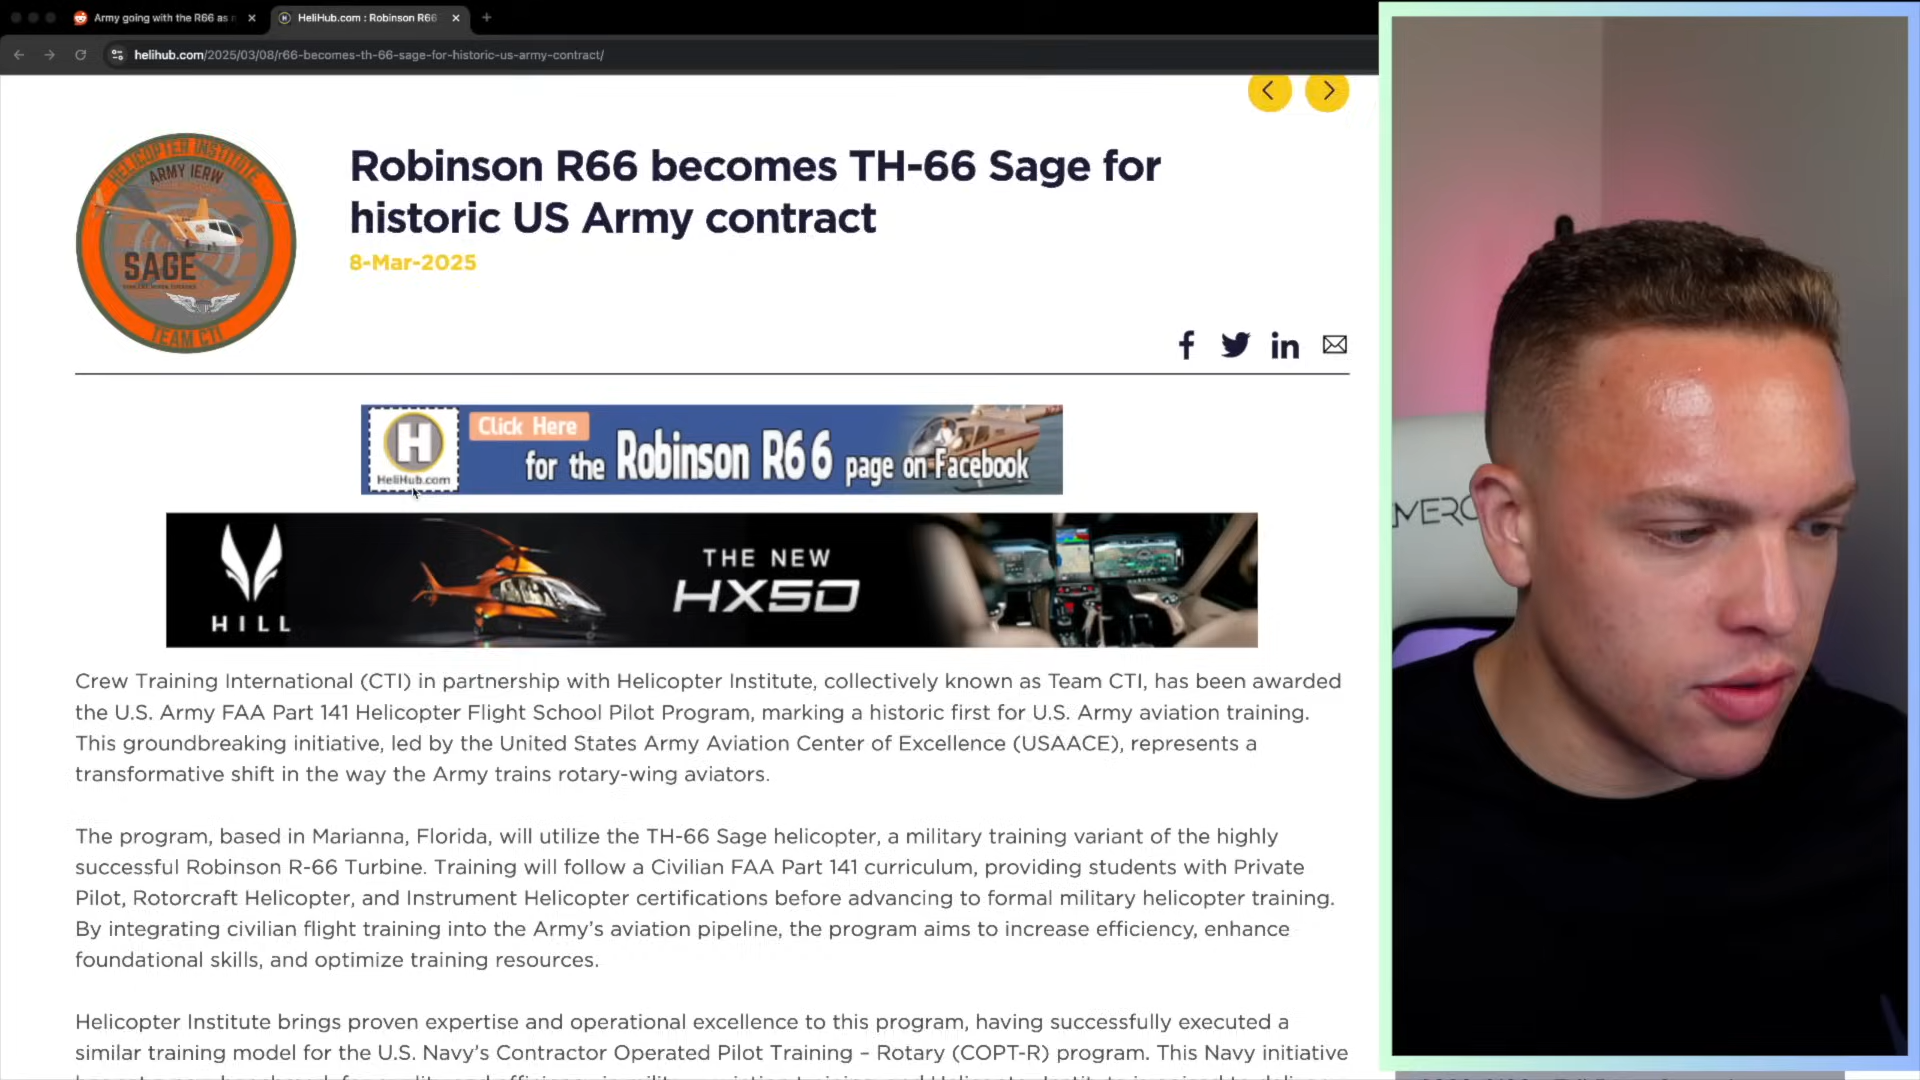 Army going with the R66 as
HeliHub.com : Robinson R66
helihub.com/2025/03/08/r66-becomes-th-66-sage-for-historic-us-army-contract/
HELICOPTER INSTITUTE
ARMY IERW
SAGE
TEAM CTI
Robinson R66 becomes TH-66 Sage for
historic US Army contract
8-Mar-2025
H
HeliHub.com
Click Here
for the Robinson R66 page on Facebook
HILL
THE NEW
HX50
Crew Training International (CTI) in partnership with Helicopter Institute, collectively known as Team CTI, has been awarded
the U.S. Army FAA Part 141 Helicopter Flight School Pilot Program, marking a historic first for U.S. Army aviation training.
This groundbreaking initiative, led by the United States Army Aviation Center of Excellence (USAACE), represents a
transformative shift in the way the Army trains rotary-wing aviators.
The program, based in Marianna, Florida, will utilize the TH-66 Sage helicopter, a military training variant of the highly
successful Robinson R-66 Turbine. Training will follow a Civilian FAA Part 141 curriculum, providing students with Private
Pilot, Rotorcraft Helicopter, and Instrument Helicopter certifications before advancing to formal military helicopter training.
By integrating civilian flight training into the Army's aviation pipeline, the program aims to increase efficiency, enhance
foundational skills, and optimize training resources.
Helicopter Institute brings proven expertise and operational excellence to this program, having successfully executed a
similar training model for the U.S. Navy's Contractor Operated Pilot Training – Rotary (COPT-R) program. This Navy initiative